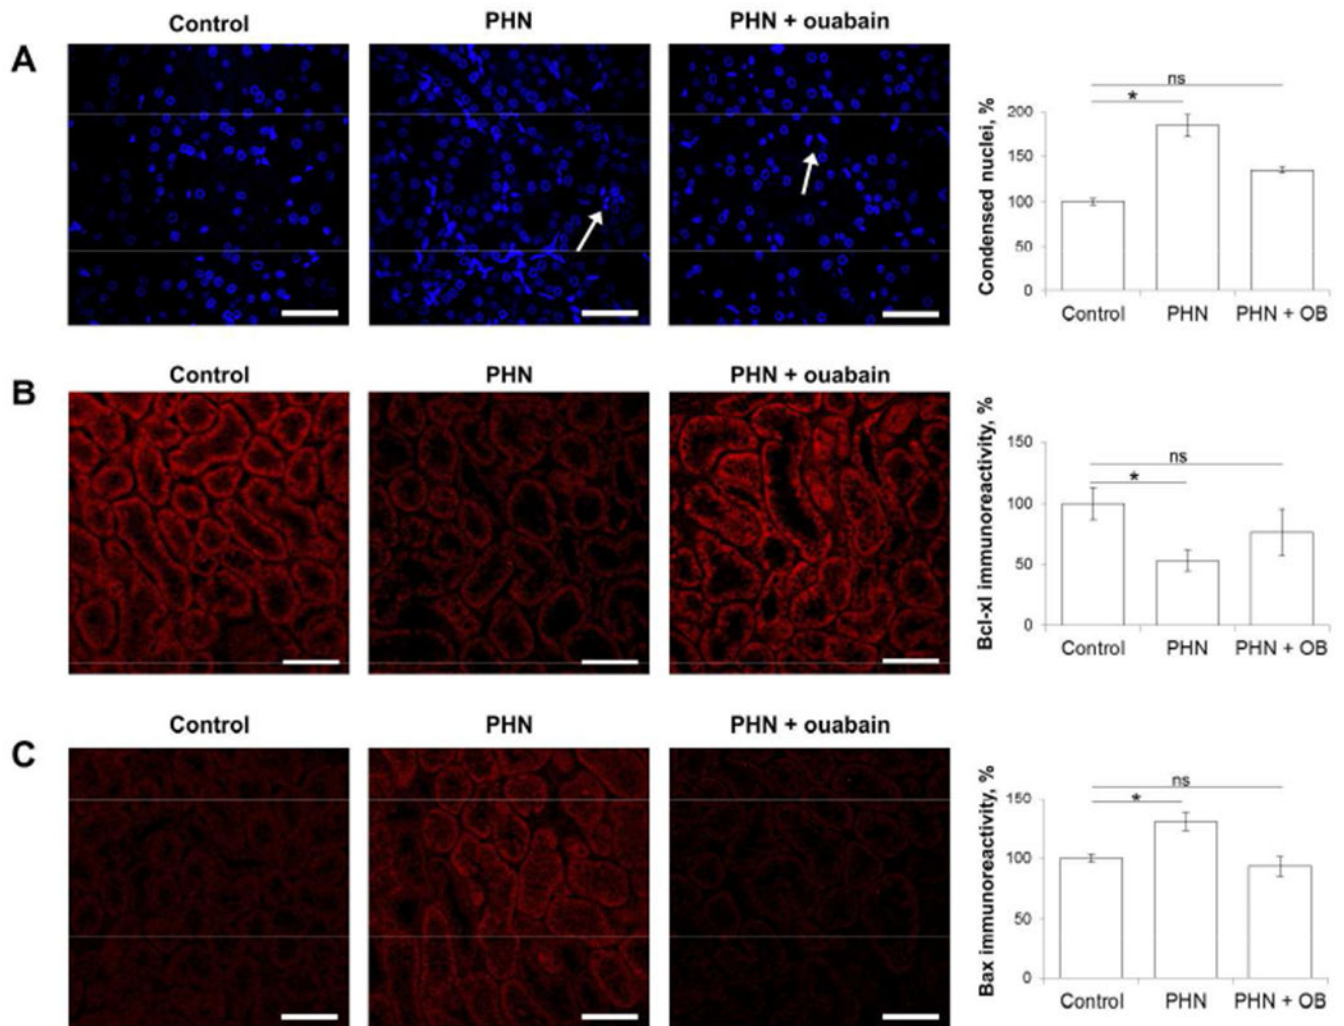 Control PHN PHN + ouabain
A
Condensed nuclei, %
ns
*
200
150
100
50
0
Control PHN PHN + OB
Control PHN PHN + ouabain
B
Bcl-xl immunoreactivity, %
ns
*
150
100
50
0
Control PHN PHN + OB
Control PHN PHN + ouabain
C
Bax immunoreactivity, %
ns
*
150
100
50
0
Control PHN PHN + OB